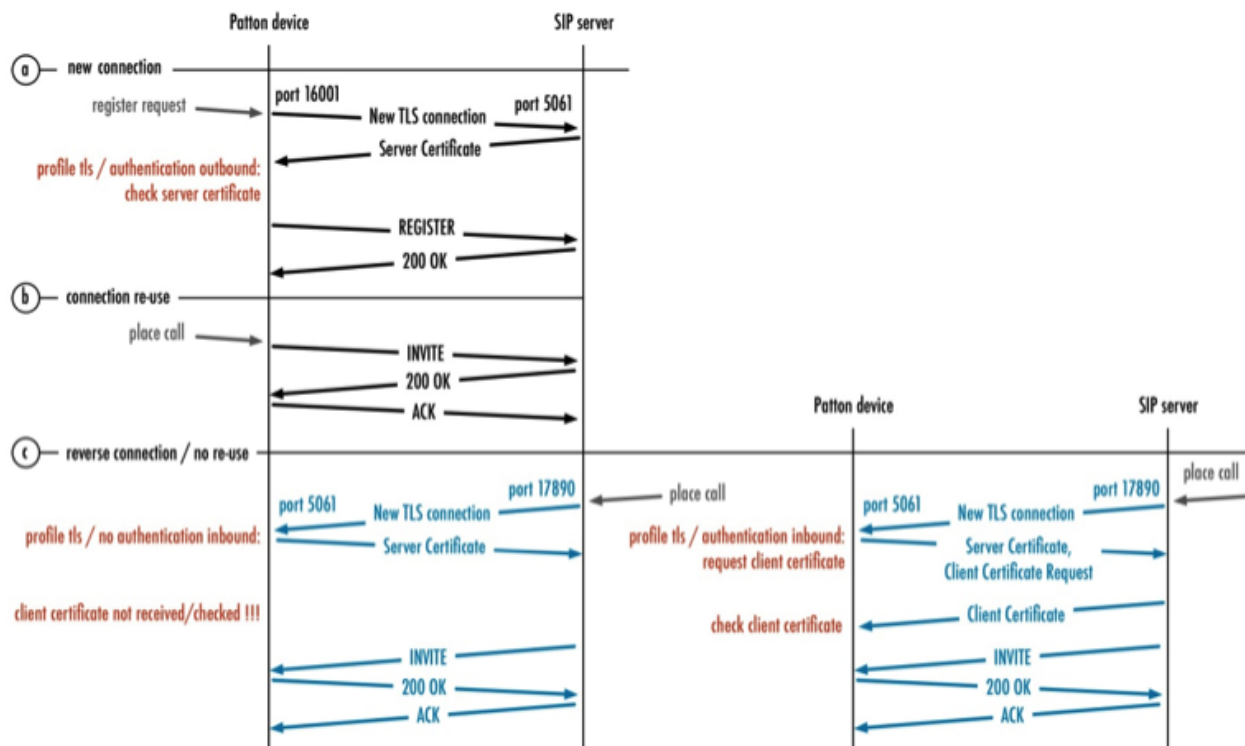 Patton device
SIP server
a
new connection
register request
port 16001
port 5061
New TLS connection
Server Certificate
profile tls / authentication outbound:
check server certificate
REGISTER
200 OK
b
connection re-use
place call
INVITE
200 OK
ACK
Patton device
SIP server
c
reverse connection / no re-use
port 5061
port 17890
place call
New TLS connection
profile tls / no authentication inbound:
Server Certificate
client certificate not received/checked !!!
INVITE
200 OK
ACK
place call
port 5061
port 17890
New TLS connection
profile tls / authentication inbound:
request client certificate
Server Certificate,
Client Certificate Request
Client Certificate
check client certificate
INVITE
200 OK
ACK